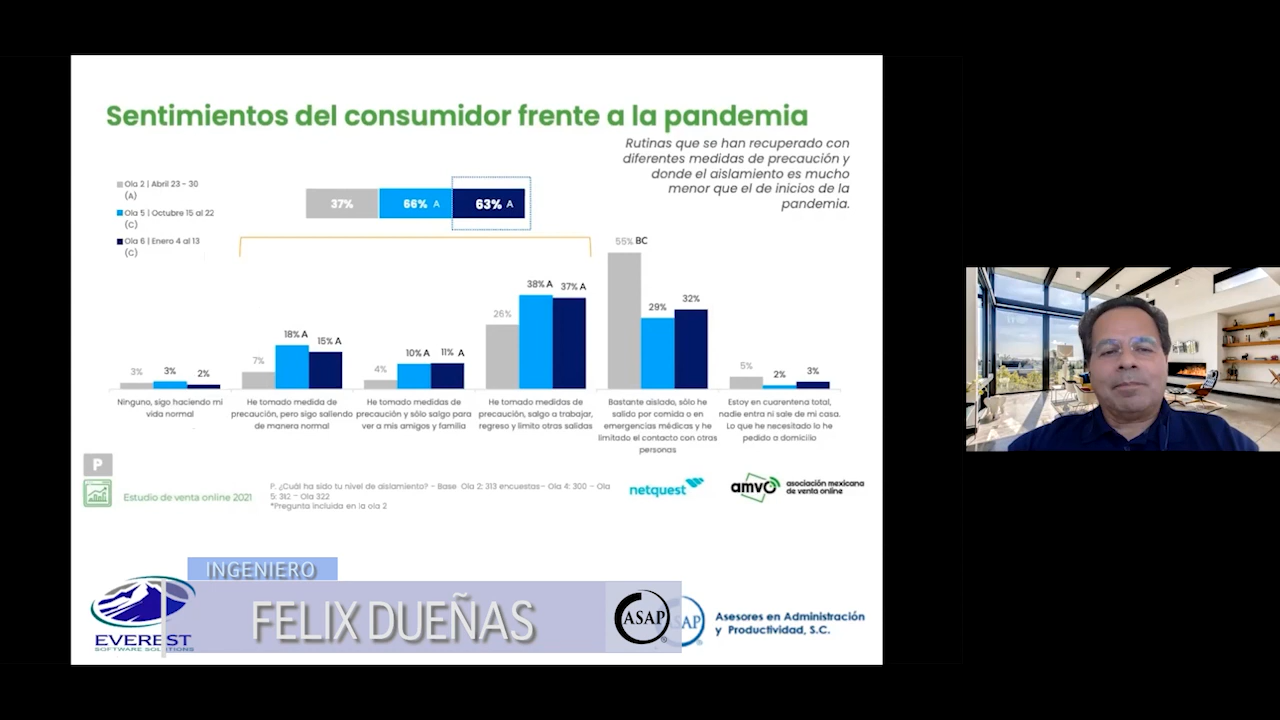 Sentimientos del consumidor frente a la pandemia
Rutinas que se han recuperado con
diferentes medidas de precaución y
donde el aislamiento es mucho
menor que el de inicios de la
pandemia.
Ola 2 | Abril 23 - 30
(A)
Ola 5 | Octubre 15 al 22
(C)
Ola 6 | Enero 4 al 13
(C)
37% 66% A 63% A
3% 3% 2%
7% 18% A 15% A
4% 10% A 11% A
26% 38% A 37% A
55% BC 29% 32%
5% 2% 3%
Ninguno, sigo haciendo mi
vida normal
He tomado medida de
precaución, pero sigo saliendo
de manera normal
He tomado medidas de
precaución y sólo salgo para
ver a mis amigos y familia
He tomado medidas de
precaución, salgo a trabajar,
regreso y limito otras salidas
Bastante aislado, sólo he
salido por comida o en
emergencias médicas y he
limitado el contacto con otras
personas
Estoy en cuarentena total,
nadie entra ni sale de mi casa.
Lo que he necesitado lo he
pedido a domicilio
P
Estudio de venta online 2021
P. ¿Cuál ha sido tu nivel de aislamiento? - Base Ola 2: 313 encuestas- Ola 4: 300 - Ola
5: 312 - Ola 322
*Pregunta incluida en la ola 2
netquest
amvo asociación mexicana
de venta online
INGENIERO
FELIX DUEÑAS
EVEREST
SOFTWARE SOLUTIONS
ASAP
Asesores en Administración
y Productividad, S.C.